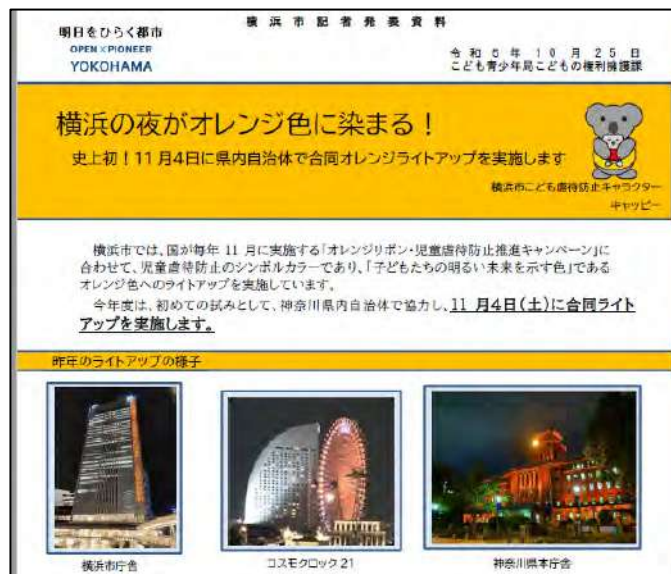 横浜市記者発表資料
明日をひらく都市
OPEN×PIONEER
YOKOHAMA
令和5年10月25日
こども青少年局こどもの権利擁護課
横浜の夜がオレンジ色に染まる！
史上初！11月4日に県内自治体で合同オレンジライトアップを実施します
横浜市こども虐待防止キャラクター
キャッピー
横浜市では、国が毎年 11 月に実施する「オレンジリボン・児童虐待防止推進キャンペーン」に
合わせて、児童虐待防止のシンボルカラーであり、「子どもたちの明るい未来を示す色」である
オレンジ色へのライトアップを実施しています。
今年度は、初めての試みとして、神奈川県内自治体で協力し、11 月4日（土）に合同ライト
アップを実施します。
昨年のライトアップの様子
横浜市庁舎
コスモクロック 21
神奈川県本庁舎